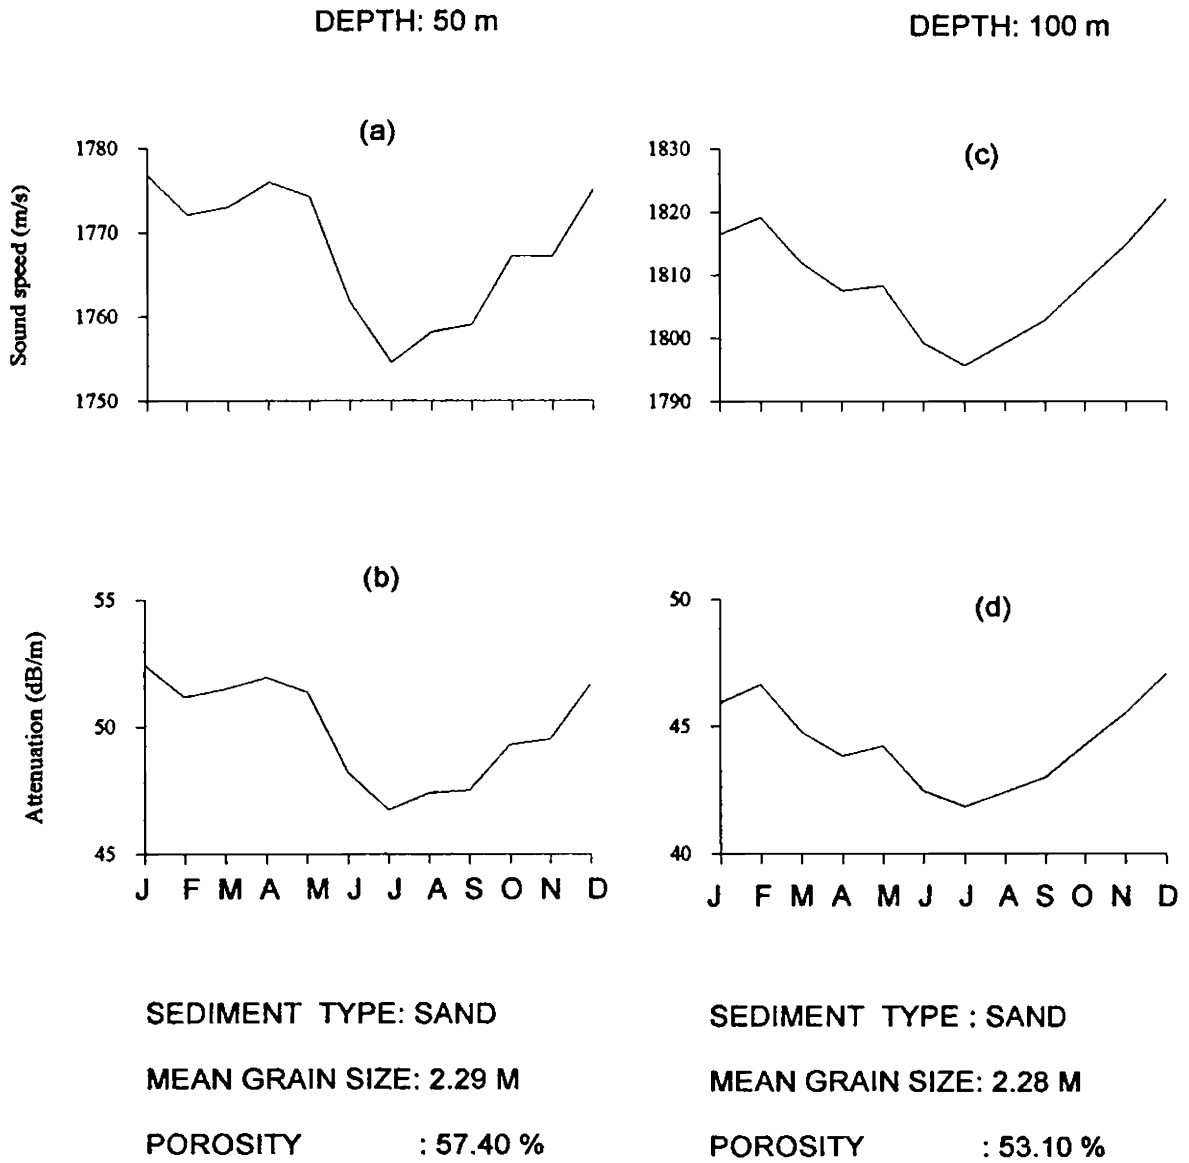 DEPTH: 50 m
DEPTH: 100 m
(a)
1780
1770
1760
1750
Sound speed (m/s)
(c)
1830
1820
1810
1800
1790
(b)
55
50
45
Attenuation (dB/m)
J F M A M J J A S O N D
(d)
50
45
40
J F M A M J J A S O N D
SEDIMENT TYPE: SAND
MEAN GRAIN SIZE: 2.29 M
POROSITY : 57.40 %
SEDIMENT TYPE : SAND
MEAN GRAIN SIZE: 2.28 M
POROSITY : 53.10 %